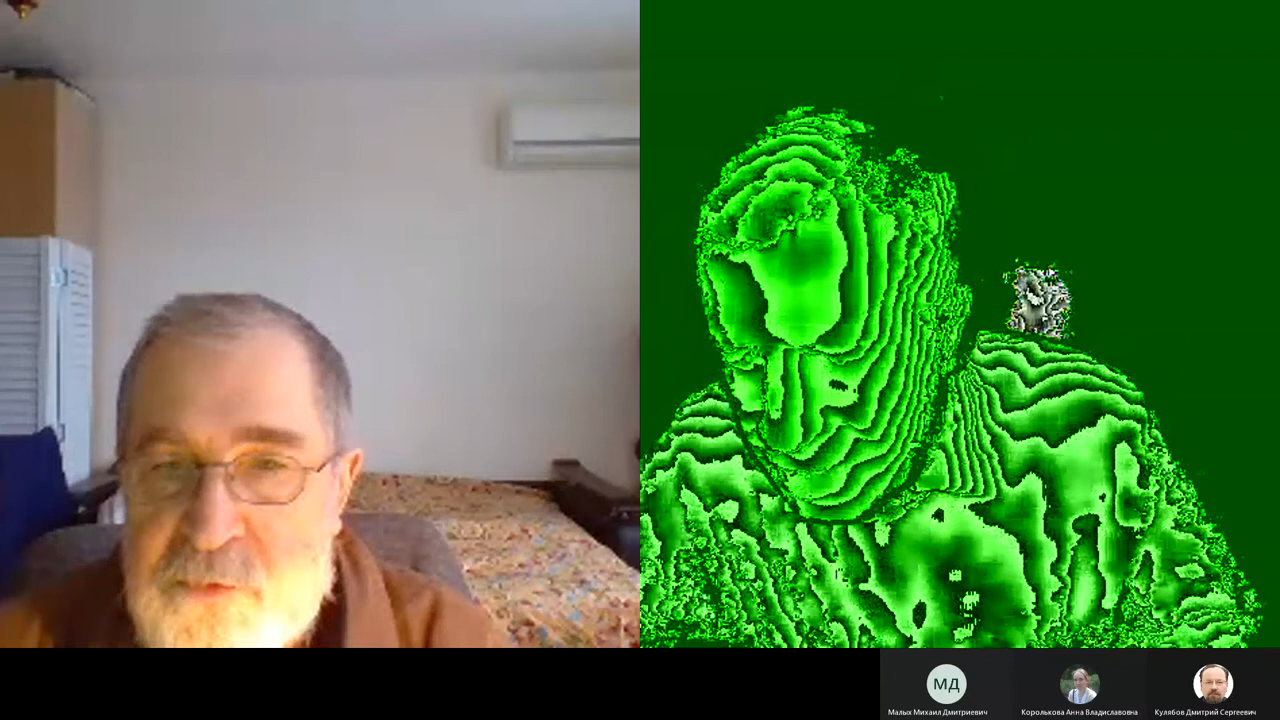 МД
Малых Михаил Дмитриевич
Королькова Анна Владиславовна
Кулябов Дмитрий Сергеевич